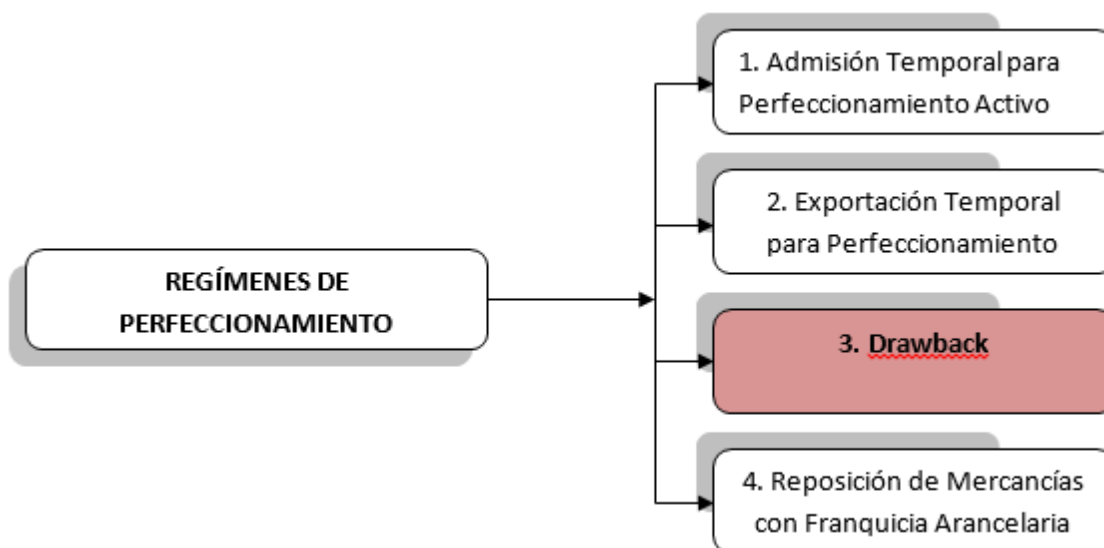 REGÍMENES DE
PERFECCIONAMIENTO
1. Admisión Temporal para
Perfeccionamiento Activo
2. Exportación Temporal
para Perfeccionamiento
3. Drawback
4. Reposición de Mercancías
con Franquicia Arancelaria